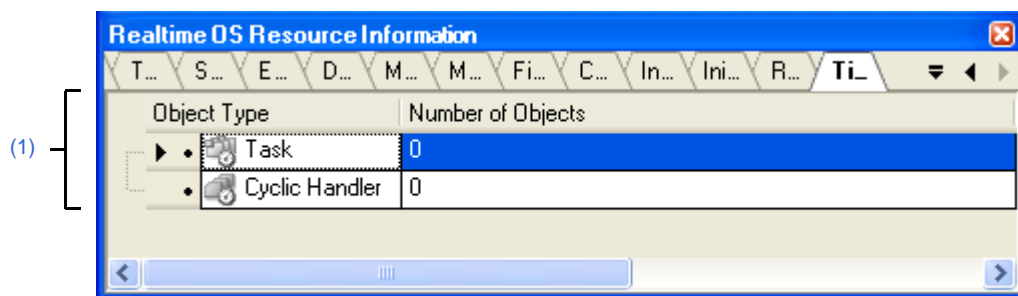 Realtime OS Resource Information
T... S... E... D... M... M... Fi... C... In... Ini... R... Ti...
Object Type Number of Objects
(1)
Task 0
Cyclic Handler 0